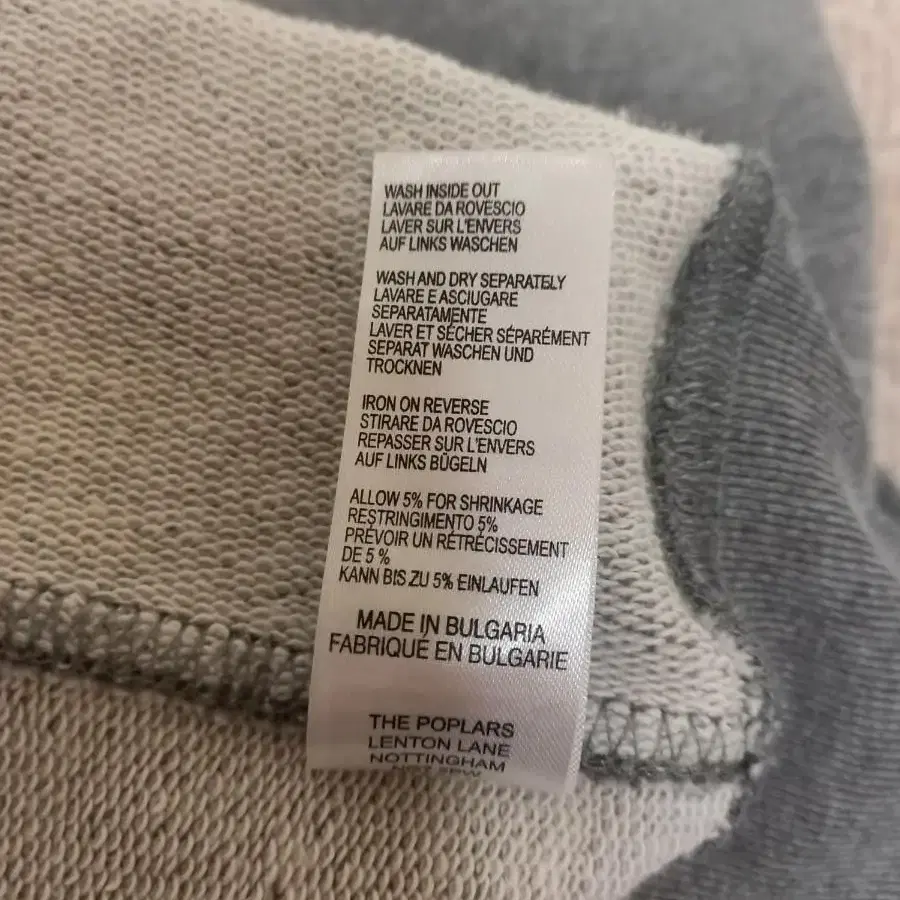 WASH INSIDE OUT
LAVARE DA ROVESCIO
LAVER SUR L'ENVERS
AUF LINKS WASCHEN
WASH AND DRY SEPARATELY
LAVARE E ASCIUGARE
SEPARATAMENTE
LAVER ET SÉCHER SÉPARÉMENT
SEPARAT WASCHEN UND
TROCKNEN
IRON ON REVERSE
STIRARE DA ROVESCIO
REPASSER SUR L'ENVERS
AUF LINKS BÜGELN
ALLOW 5% FOR SHRINKAGE
RESTRINGIMENTO 5%
PRÉVOIR UN RÉTRÉCISSEMENT
DE 5 %
KANN BIS ZU 5% EINLAUFEN
MADE IN BULGARIA
FABRIQUÉ EN BULGARIE
THE POPLARS
LENTON LANE
NOTTINGHAM